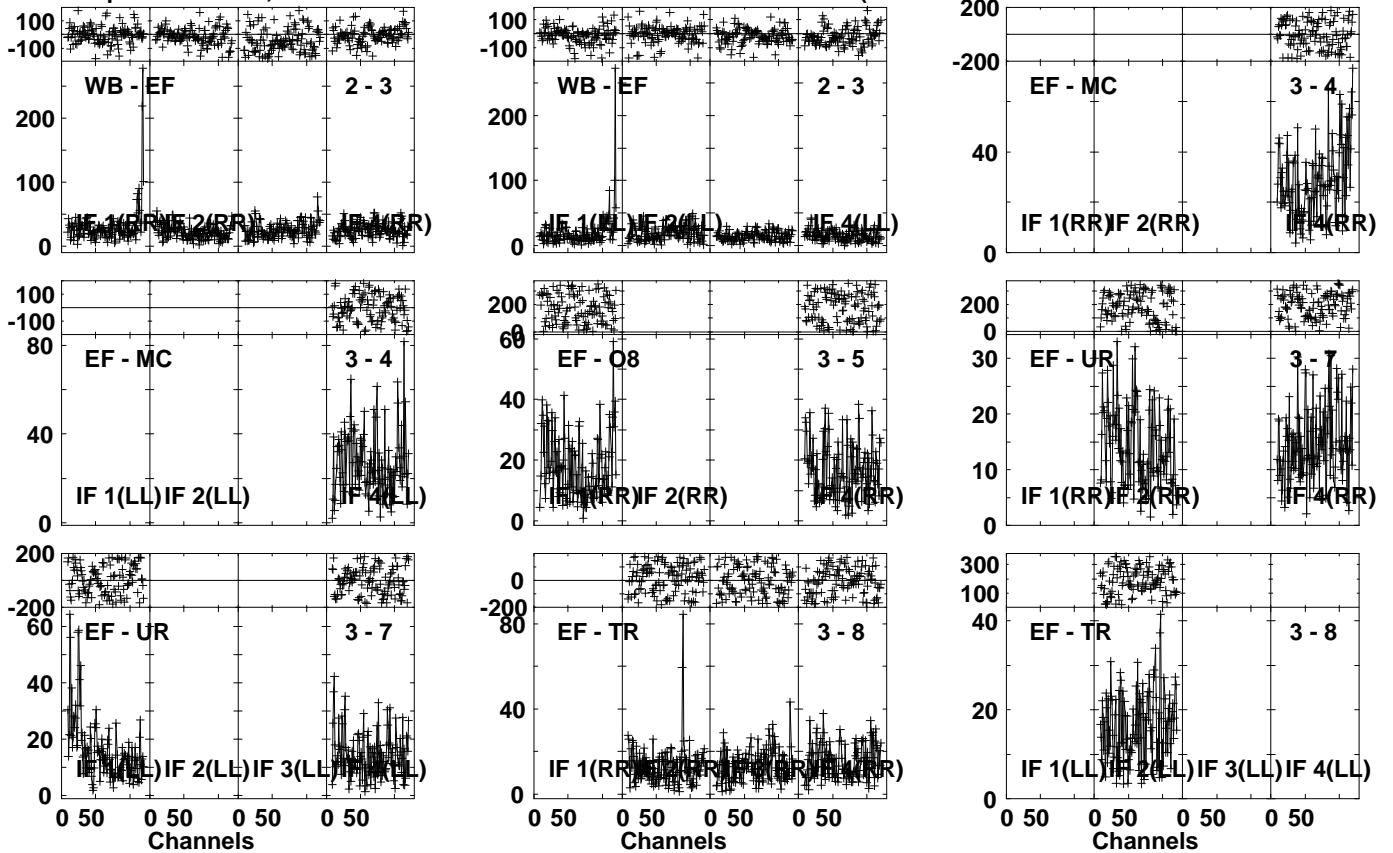 100 100 200
-100 -100 -200
WB - EF 2 - 3 WB - EF 2 - 3 EF - MC 3 - 4
200 200
100 100 40
IF 1(RR) IF 2(RR) IF 4(RR) IF 1(LL) IF 2(LL) IF 4(LL) IF 1(RR) IF 2(RR) IF 4(RR)
0 0 0
100 200 200
-100 0 0
80 60 30
EF - MC 3 - 4 EF - O8 3 - 5 EF - UR 3 - 7
40 40 20
20 10
IF 1(LL) IF 2(LL) IF 4(LL) IF 1(RR) IF 2(RR) IF 4(RR) IF 1(RR) IF 2(RR) IF 4(RR)
0 0 0
200 0 300
-200 -200 100
60 80 40
EF - UR 3 - 7 EF - TR 3 - 8 EF - TR 3 - 8
40 40 20
20
IF 1(LL) IF 2(LL) IF 3(LL) IF 4(LL) IF 1(RR) IF 2(RR) IF 3(RR) IF 4(RR) IF 1(LL) IF 2(LL) IF 3(LL) IF 4(LL)
0 0 0
0 50 0 50 0 50 0 50 0 50 0 50 0 50 0 50 0 50 0 50 0 50 0 50
Channels Channels Channels